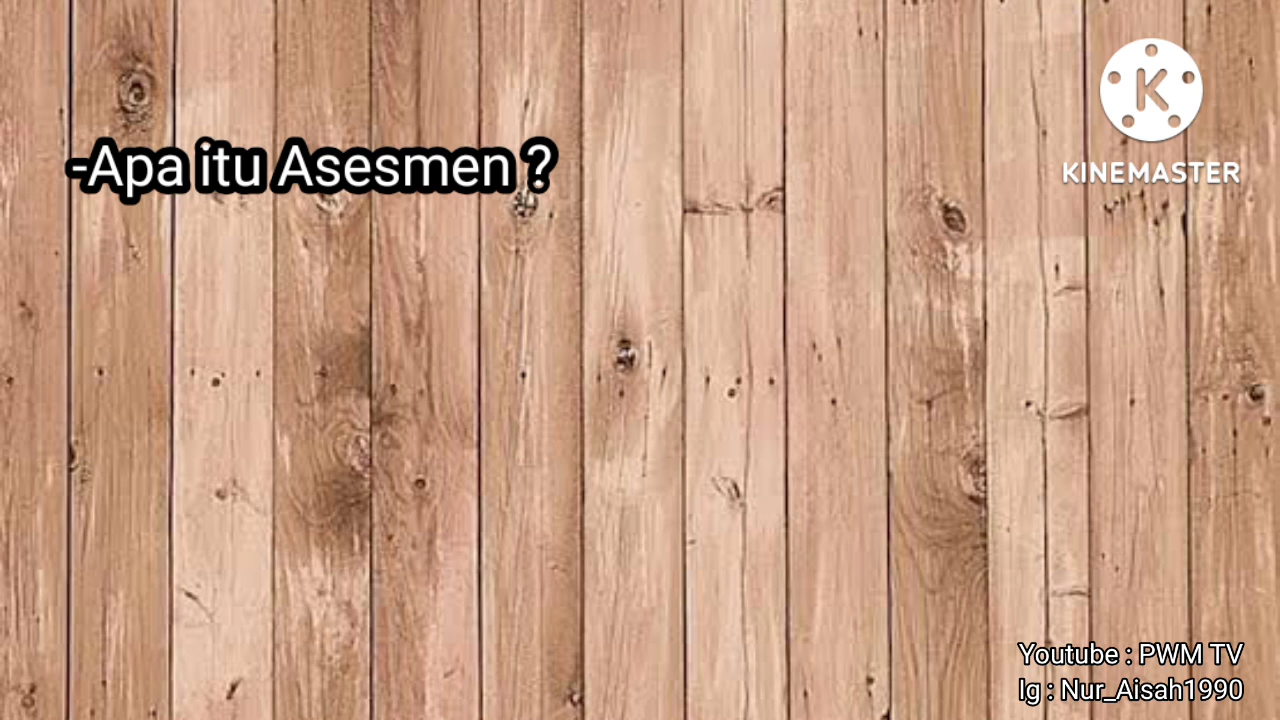 -Apa itu Asesmen ?
K
KINEMASTER
Youtube : PWM TV
Ig : Nur_Aisah1990